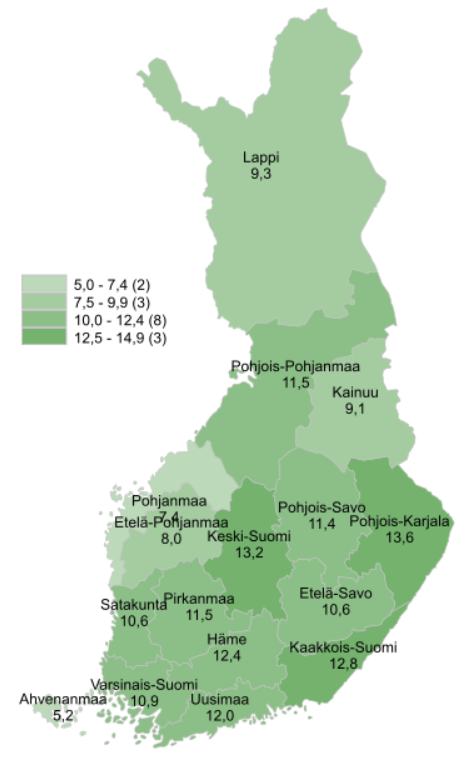 Lappi
9,3
5,0 - 7,4 (2)
7,5 - 9,9 (3)
10,0 - 12,4 (8)
12,5 - 14,9 (3)
Pohjois-Pohjanmaa
11,5
Kainuu
9,1
Pohjanmaa
7,4
Etelä-Pohjanmaa
8,0
Keski-Suomi
13,2
Pohjois-Savo
11,4
Pohjois-Karjala
13,6
Satakunta
10,6
Pirkanmaa
11,5
Etelä-Savo
10,6
Häme
12,4
Kaakkois-Suomi
12,8
Varsinais-Suomi
10,9
Ahvenanmaa
5,2
Uusimaa
12,0